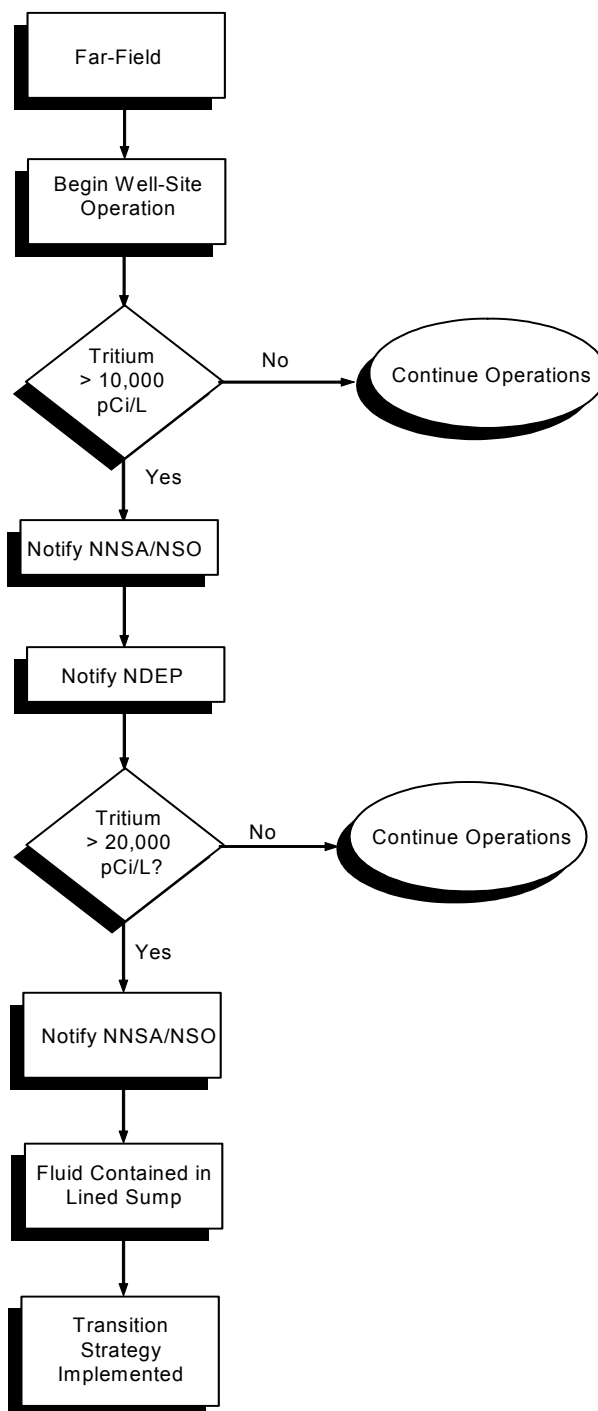 Far-Field
Begin Well-Site
Operation
Tritium
> 10,000
pCi/L
No
Continue Operations
Yes
Notify NNSA/NSO
Notify NDEP
Tritium
> 20,000
pCi/L?
No
Continue Operations
Yes
Notify NNSA/NSO
Fluid Contained in
Lined Sump
Transition
Strategy
Implemented